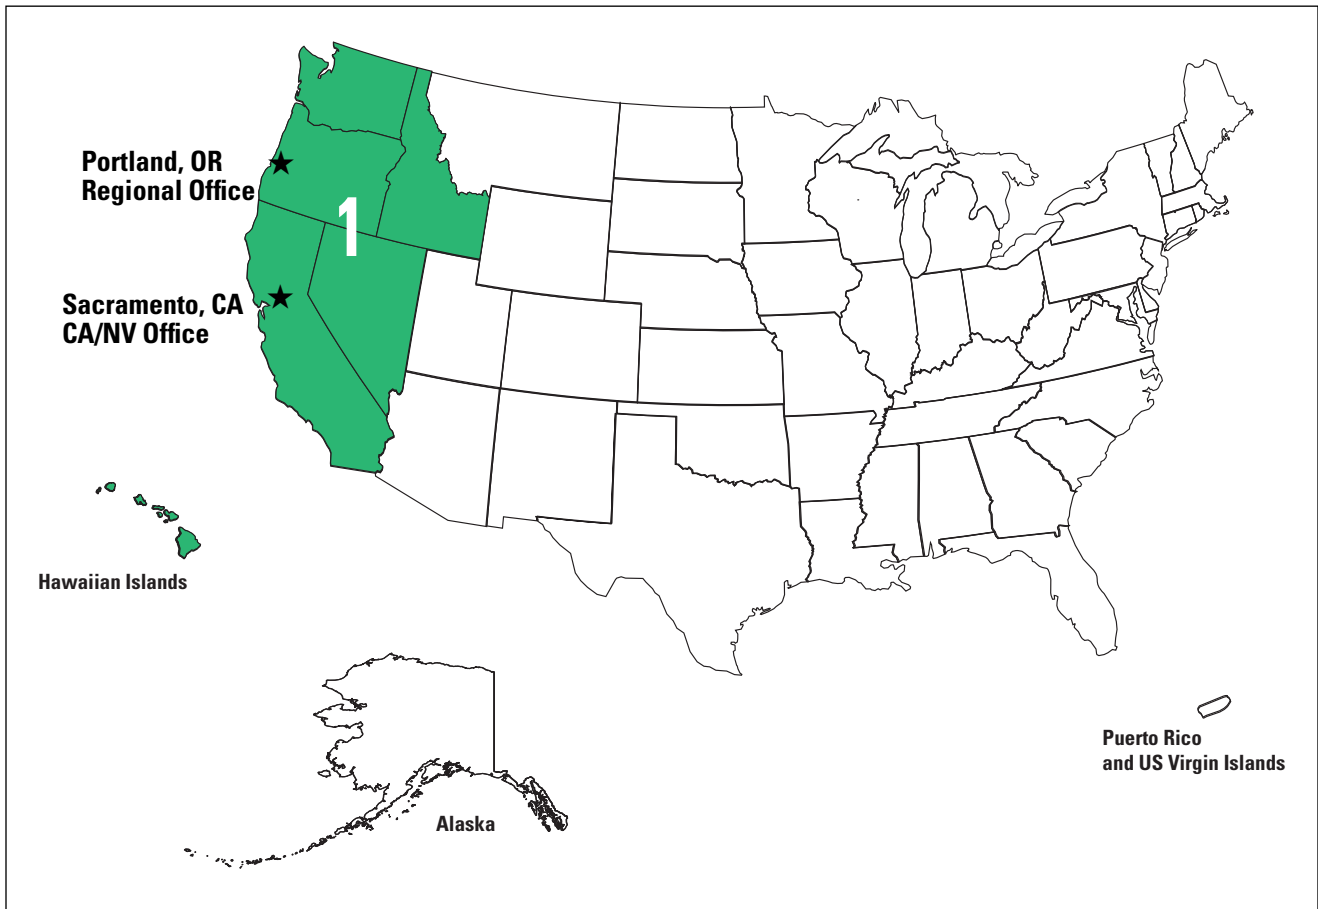 Portland, OR
Regional Office
1
Sacramento, CA
CA/NV Office
Hawaiian Islands
Puerto Rico
and US Virgin Islands
Alaska